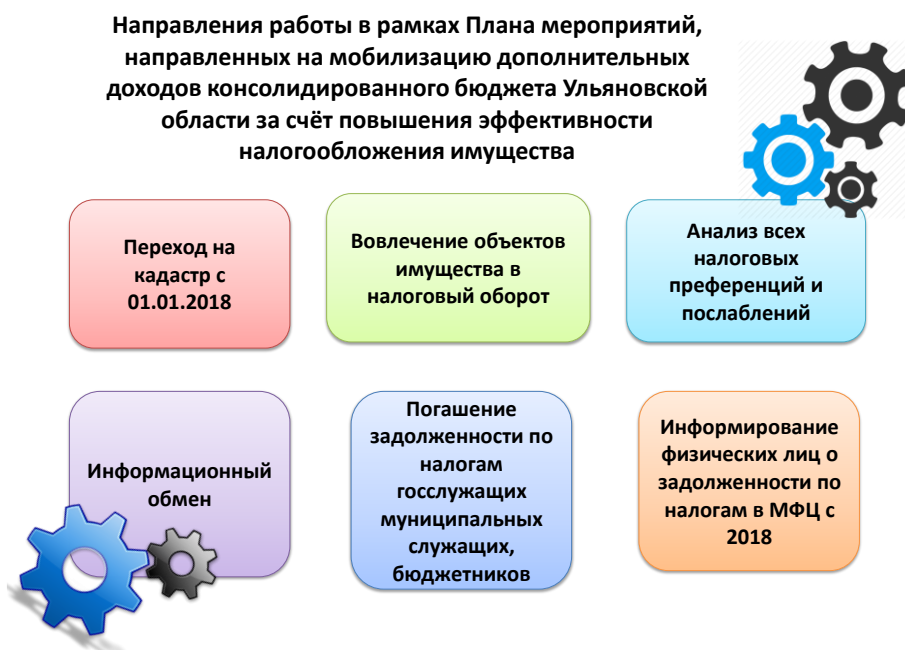 Направления работы в рамках Плана мероприятий,
направленных на мобилизацию дополнительных
доходов консолидированного бюджета Ульяновской
области за счёт повышения эффективности
налогообложения имущества
Переход на
кадастр с
01.01.2018
Вовлечение объектов
имущества в
налоговый оборот
Анализ всех
налоговых
преференций и
послаблений
Информационный
обмен
Погашение
задолженности по
налогам
госслужащих
муниципальных
служащих,
бюджетников
Информирование
физических лиц о
задолженности по
налогам в МФЦ с
2018